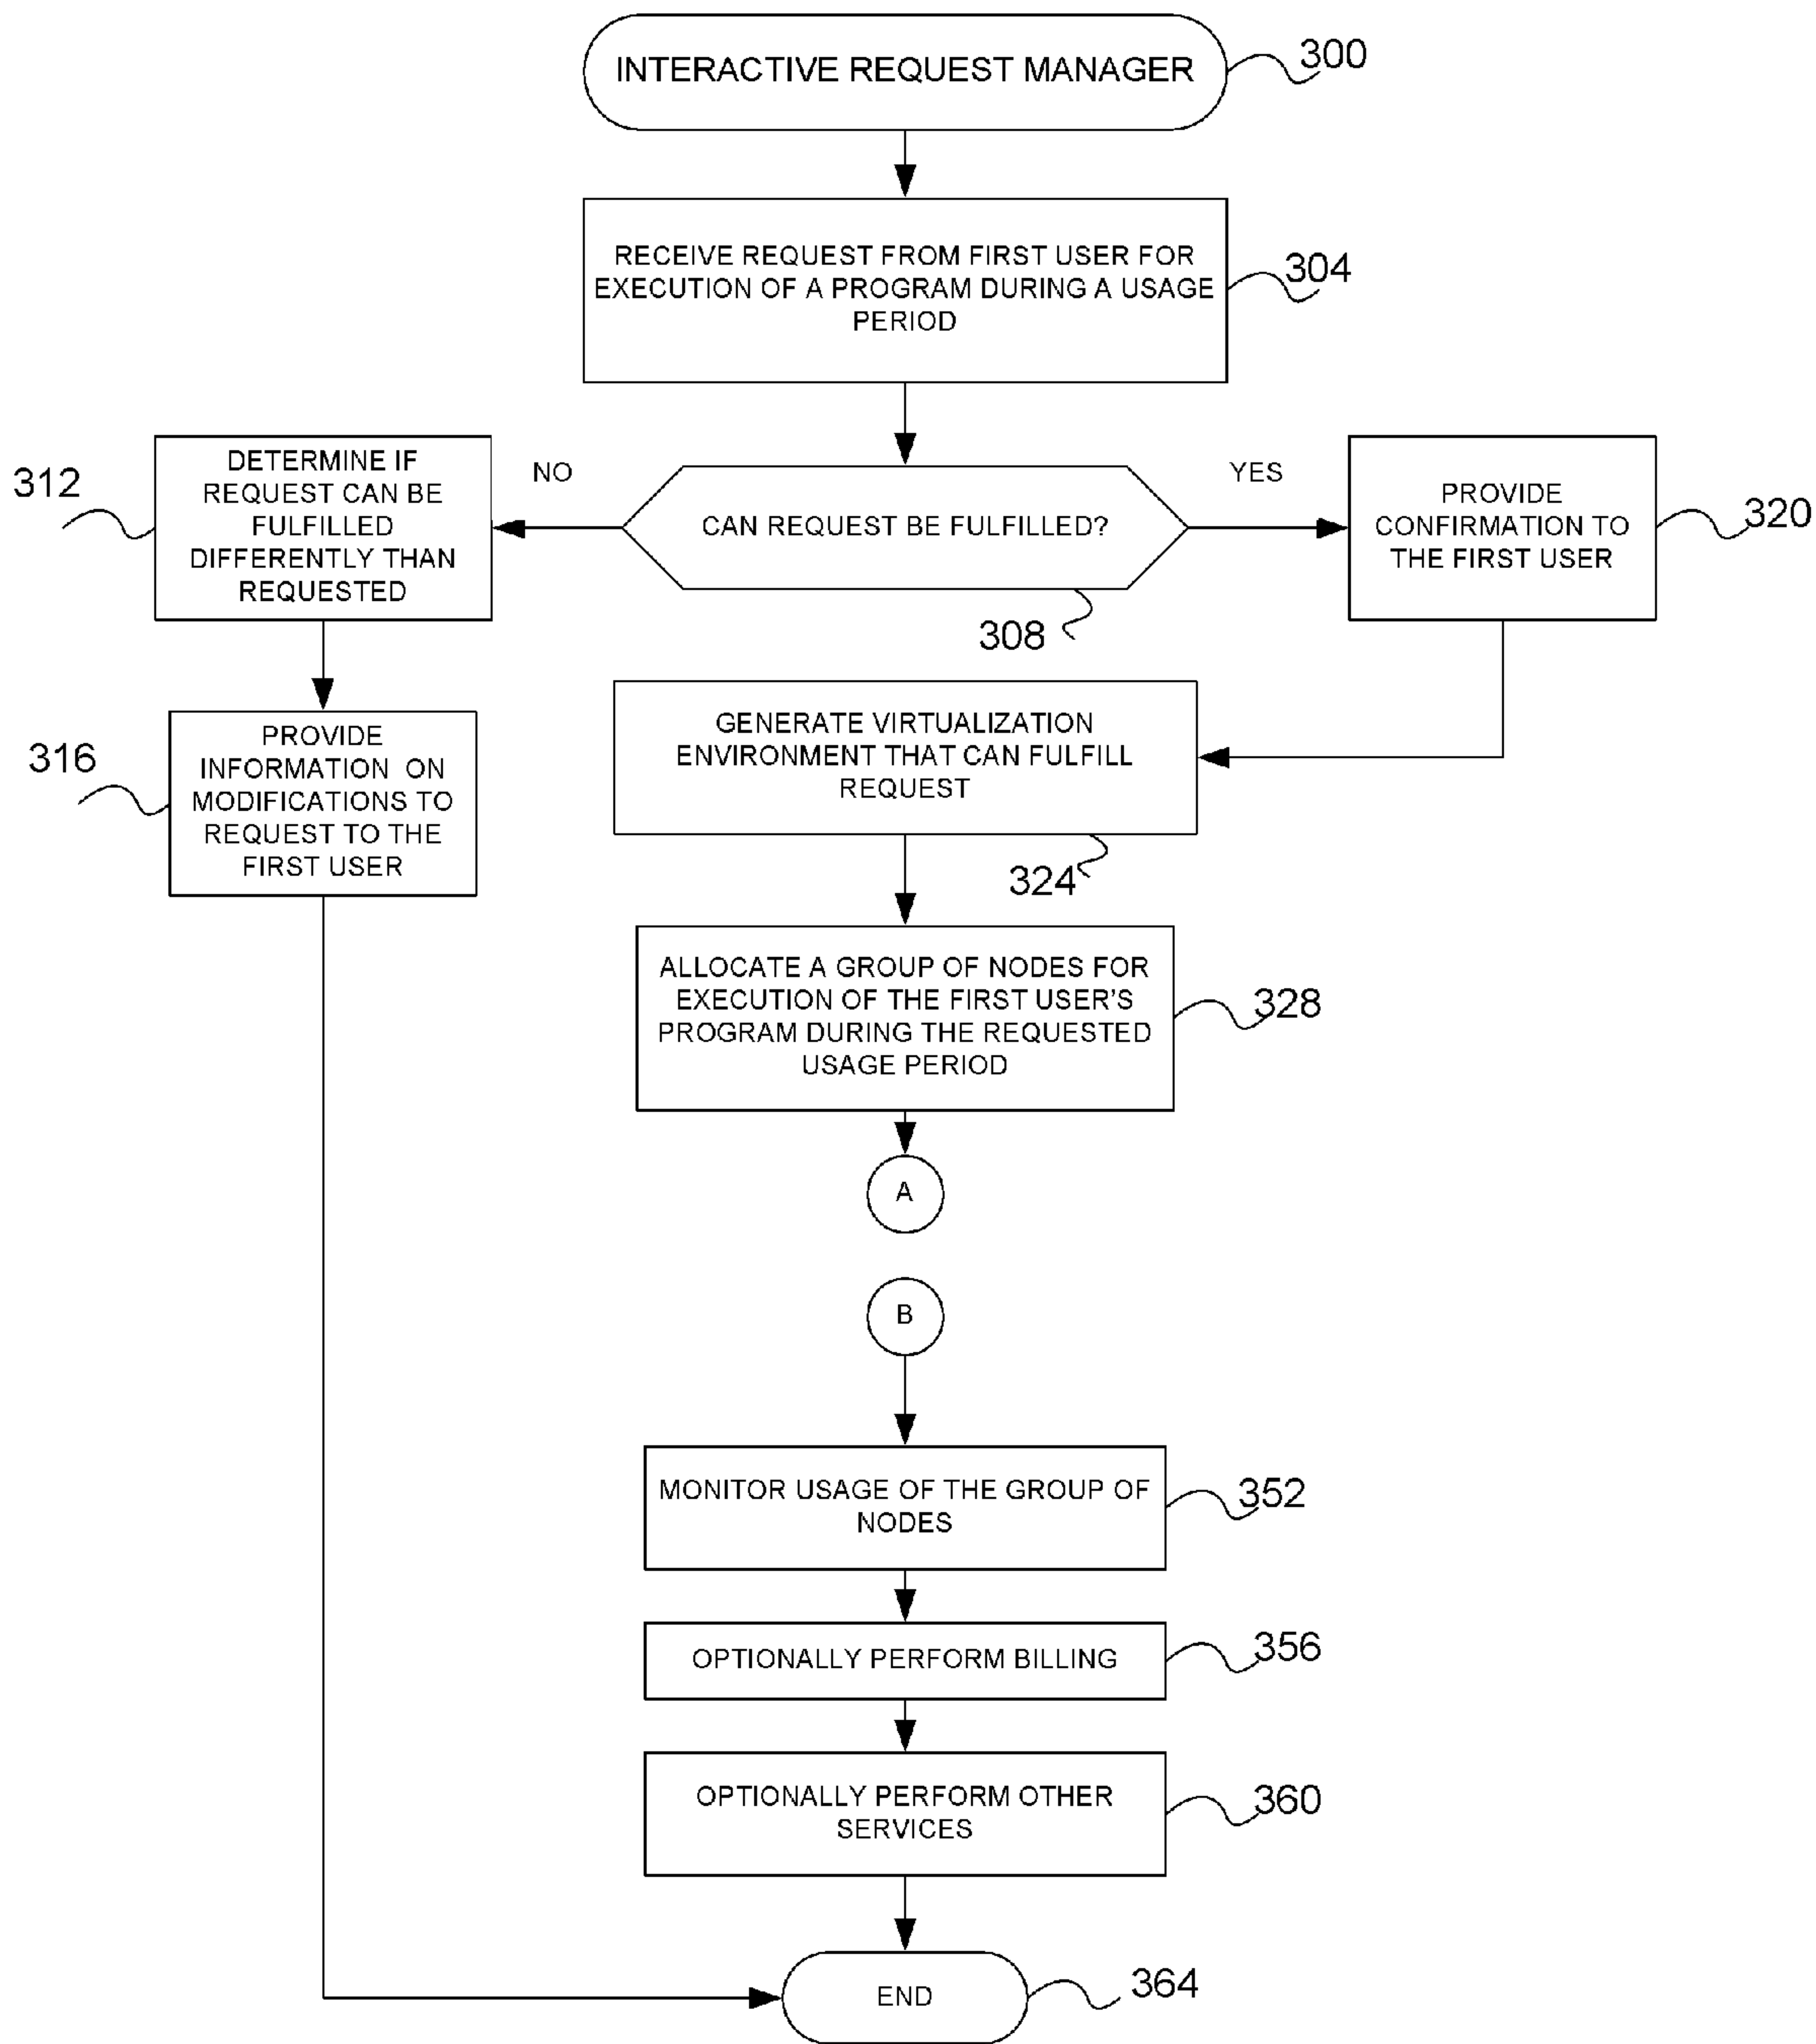 INTERACTIVE REQUEST MANAGER
300
RECEIVE REQUEST FROM FIRST USER FOR
EXECUTION OF A PROGRAM DURING A USAGE
PERIOD
304
DETERMINE IF
REQUEST CAN BE
FULFILLED
DIFFERENTLY THAN
REQUESTED
312
NO
CAN REQUEST BE FULFILLED?
308
YES
PROVIDE
CONFIRMATION TO
THE FIRST USER
320
PROVIDE
INFORMATION ON
MODIFICATIONS TO
REQUEST TO THE
FIRST USER
316
GENERATE VIRTUALIZATION
ENVIRONMENT THAT CAN FULFILL
REQUEST
324
ALLOCATE A GROUP OF NODES FOR
EXECUTION OF THE FIRST USER'S
PROGRAM DURING THE REQUESTED
USAGE PERIOD
328
A
B
MONITOR USAGE OF THE GROUP OF
NODES
352
OPTIONALLY PERFORM BILLING
356
OPTIONALLY PERFORM OTHER
SERVICES
360
END
364